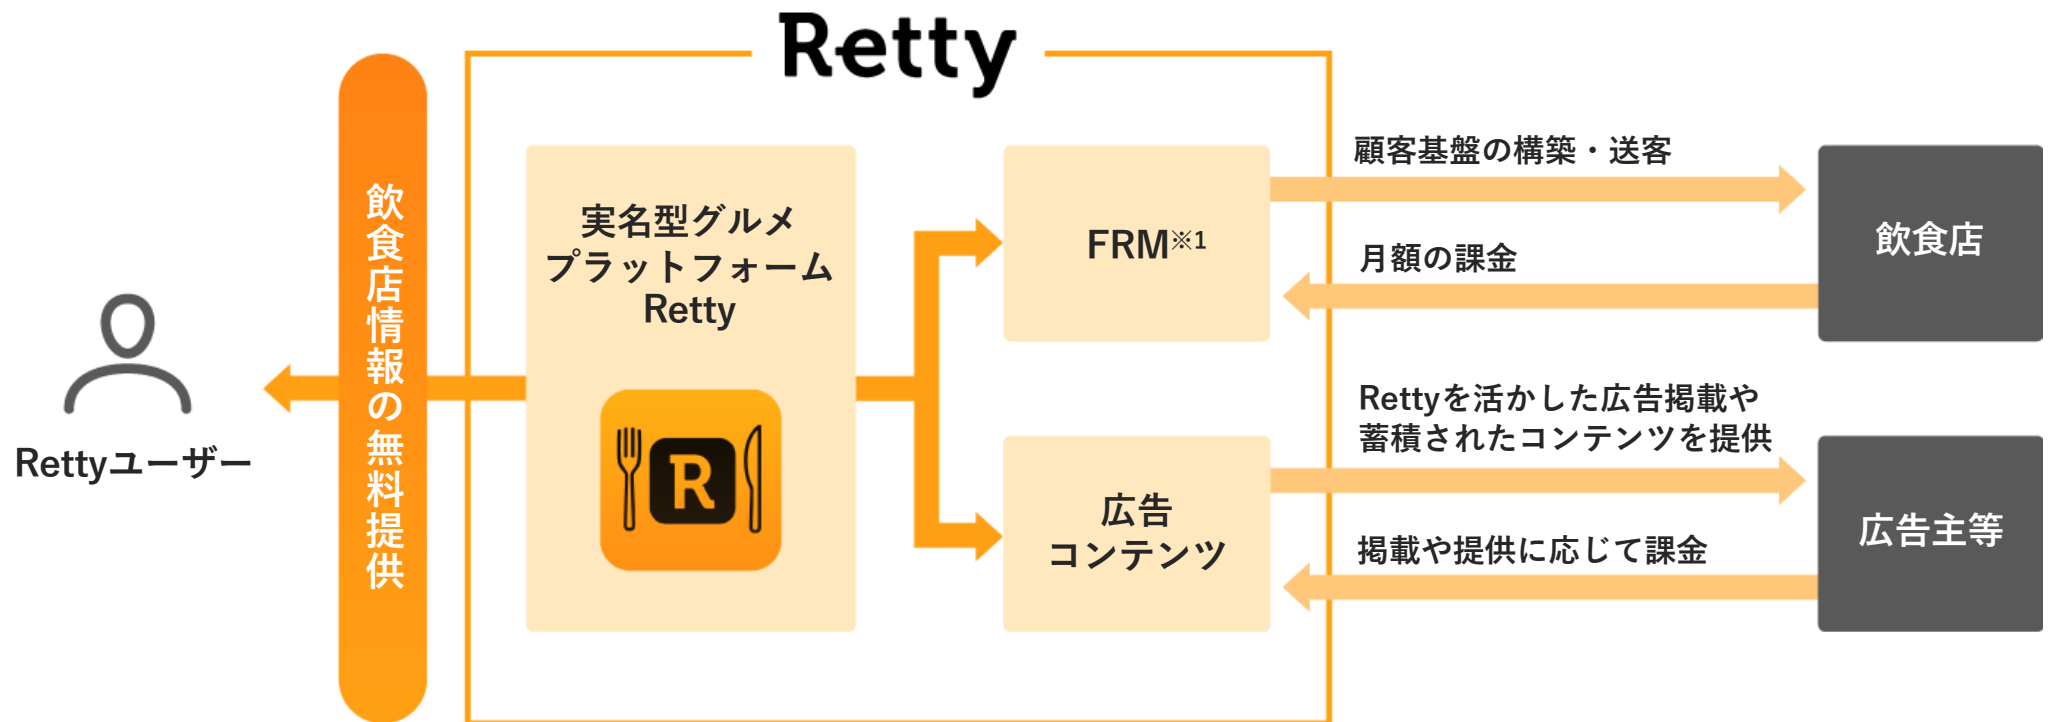 Retty
飲食店情報の無料提供
Rettyユーザー
実名型グルメ
プラットフォーム
Retty
R
FRM※1
広告
コンテンツ
顧客基盤の構築・送客
月額の課金
飲食店
Rettyを活かした広告掲載や
蓄積されたコンテンツを提供
掲載や提供に応じて課金
広告主等